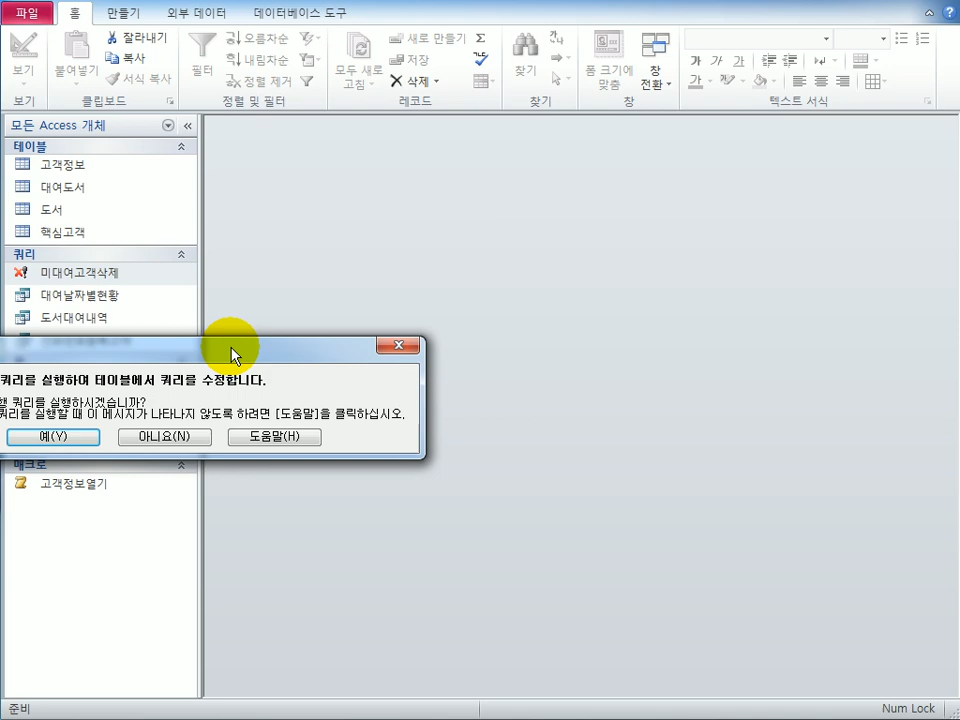 파일 홈 만들기 외부 데이터 데이터베이스 도구
보기 붙여넣기 잘라내기 복사 서식 복사 필터 오름차순 내림차순 정렬 제거 모두 새로 고침 새로 만들기 저장 삭제 찾기 폼 크기에 맞춤 창 전환 가 가 가 가
보기 클립보드 정렬 및 필터 레코드 찾기 창 텍스트 서식
모든 Access 개체
테이블
고객정보
대여도서
도서
핵심고객
쿼리
미대여고객삭제
대여날짜별현황
도서대여내역
쿼리를 실행하여 테이블에서 쿼리를 수정합니다.
행 쿼리를 실행하시겠습니까?
쿼리를 실행할 때 이 메시지가 나타나지 않도록 하려면 [도움말]을 클릭하십시오.
예(Y) 아니요(N) 도움말(H)
매크로
고객정보열기
준비 Num Lock